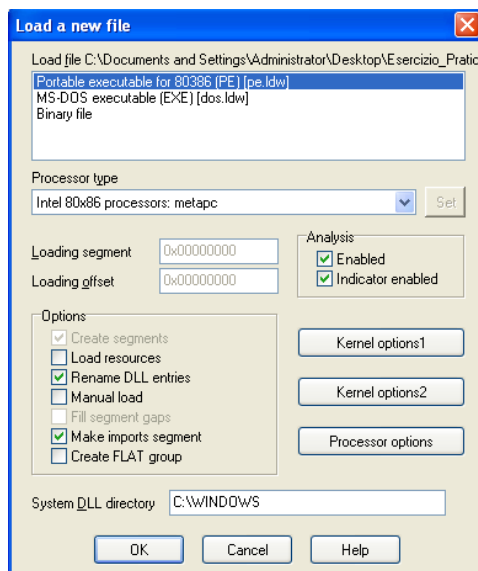 Load a new file
Load file C:\Documents and Settings\Administrator\Desktop\Esercizio_Pratic
Portable executable for 80386 (PE) [pe.ldw]
MS-DOS executable (EXE) [dos.ldw]
Binary file
Processor type
Intel 80x86 processors: metapc
Set
Loading segment 0x00000000
Loading offset 0x00000000
Analysis
Enabled
Indicator enabled
Options
Create segments
Load resources
Rename DLL entries
Manual load
Fill segment gaps
Make imports segment
Create FLAT group
Kernel options1
Kernel options2
Processor options
System DLL directory C:\WINDOWS
OK Cancel Help